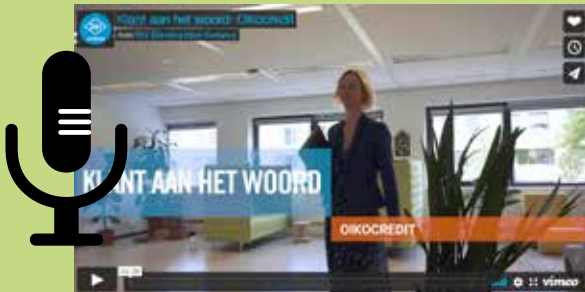 Klant aan het woord: Oikocredit
KLANT AAN HET WOORD
OIKOCREDIT
vimeo